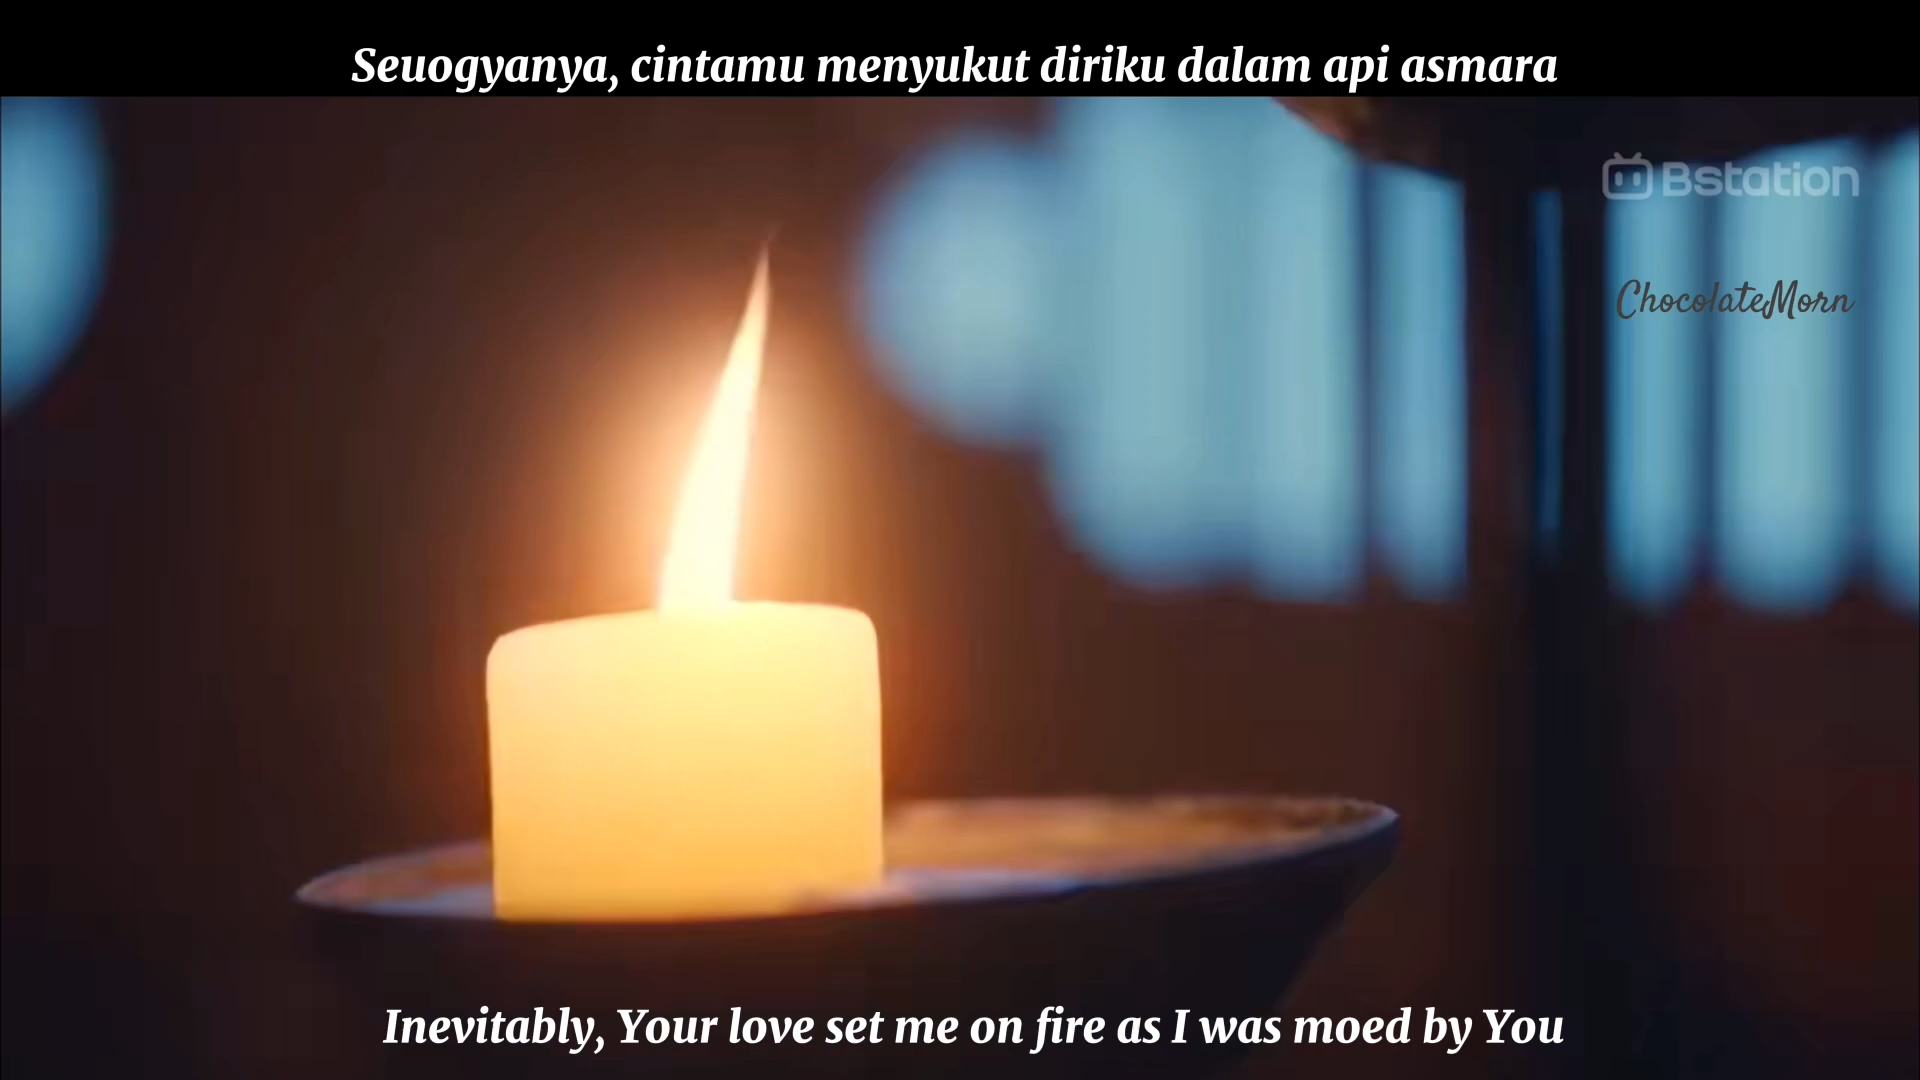 Seuogyanya, cintamu menyukut diriku dalam api asmara
Bstation
ChocolateMorn
Inevitably, Your love set me on fire as I was moed by You